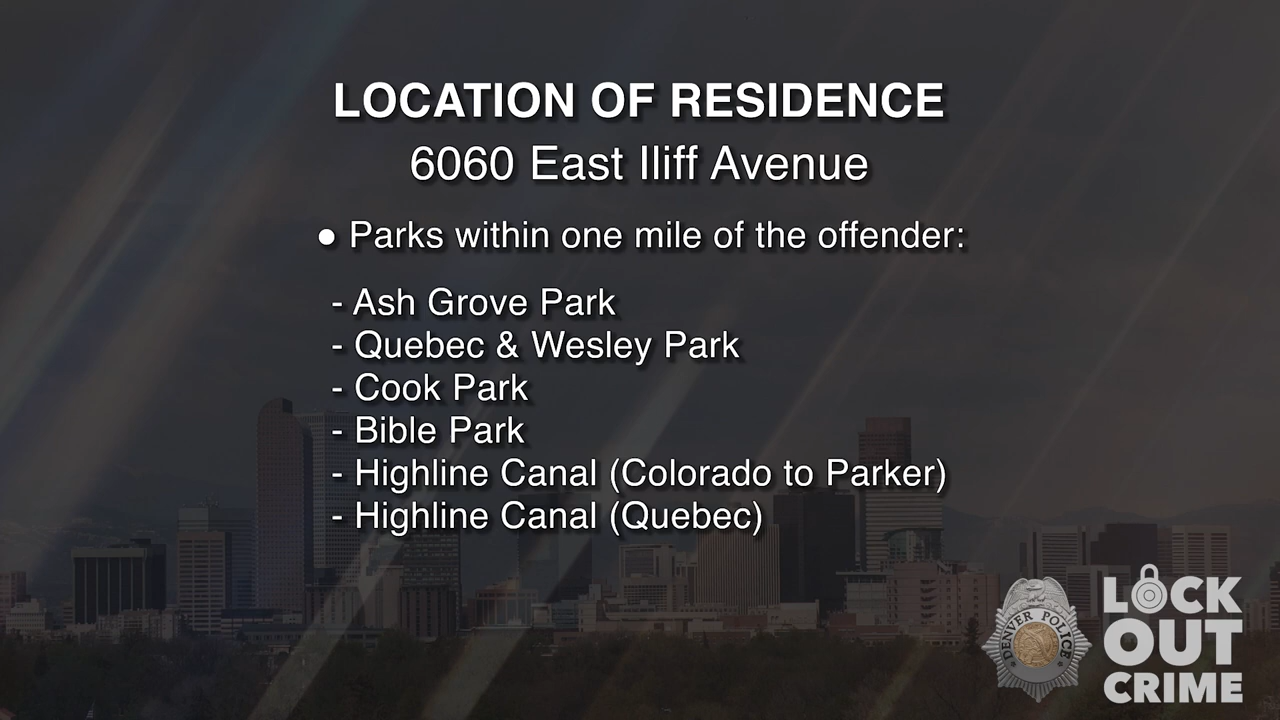 LOCATION OF RESIDENCE
6060 East Iliff Avenue
● Parks within one mile of the offender:
- Ash Grove Park
- Quebec & Wesley Park
- Cook Park
- Bible Park
- Highline Canal (Colorado to Parker)
- Highline Canal (Quebec)
DENVER POLICE
LOCK
OUT
CRIME